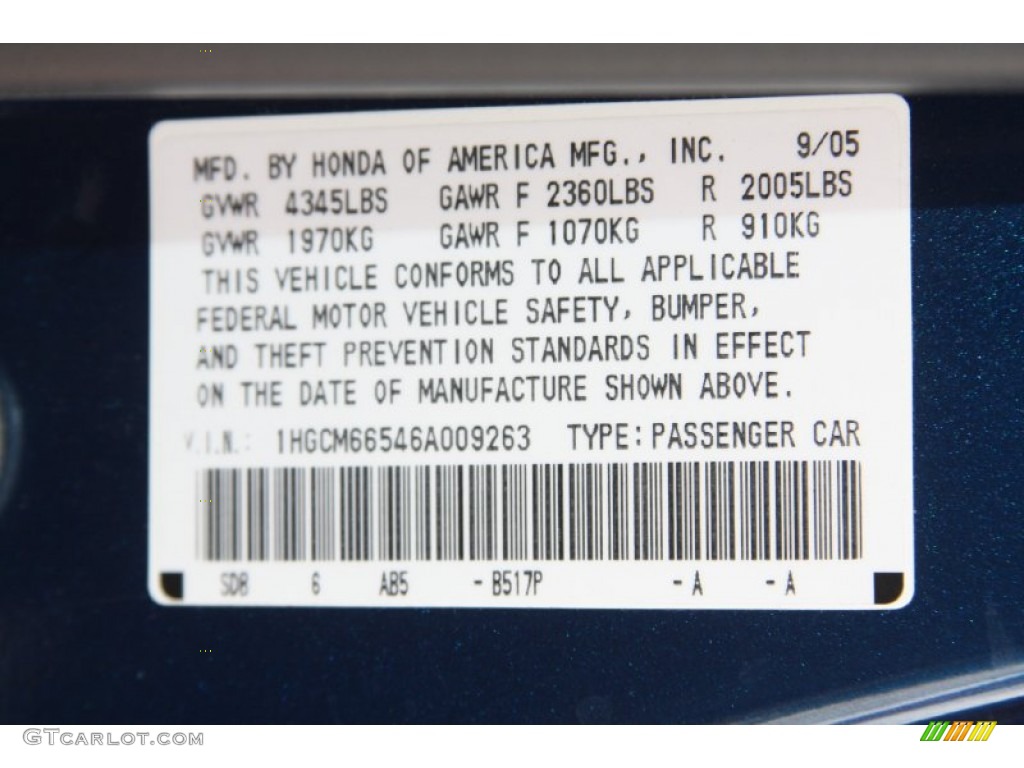 MFD. BY HONDA OF AMERICA MFG., INC. 9/05
GVWR 4345LBS GAWR F 2360LBS R 2005LBS
GVWR 1970KG GAWR F 1070KG R 910KG
THIS VEHICLE CONFORMS TO ALL APPLICABLE
FEDERAL MOTOR VEHICLE SAFETY, BUMPER,
AND THEFT PREVENTION STANDARDS IN EFFECT
ON THE DATE OF MANUFACTURE SHOWN ABOVE.
V.I.N.: 1HGCM66546A009263 TYPE:PASSENGER CAR
SD8 6 AB5 -B517P -A -A
GTCarlot.com